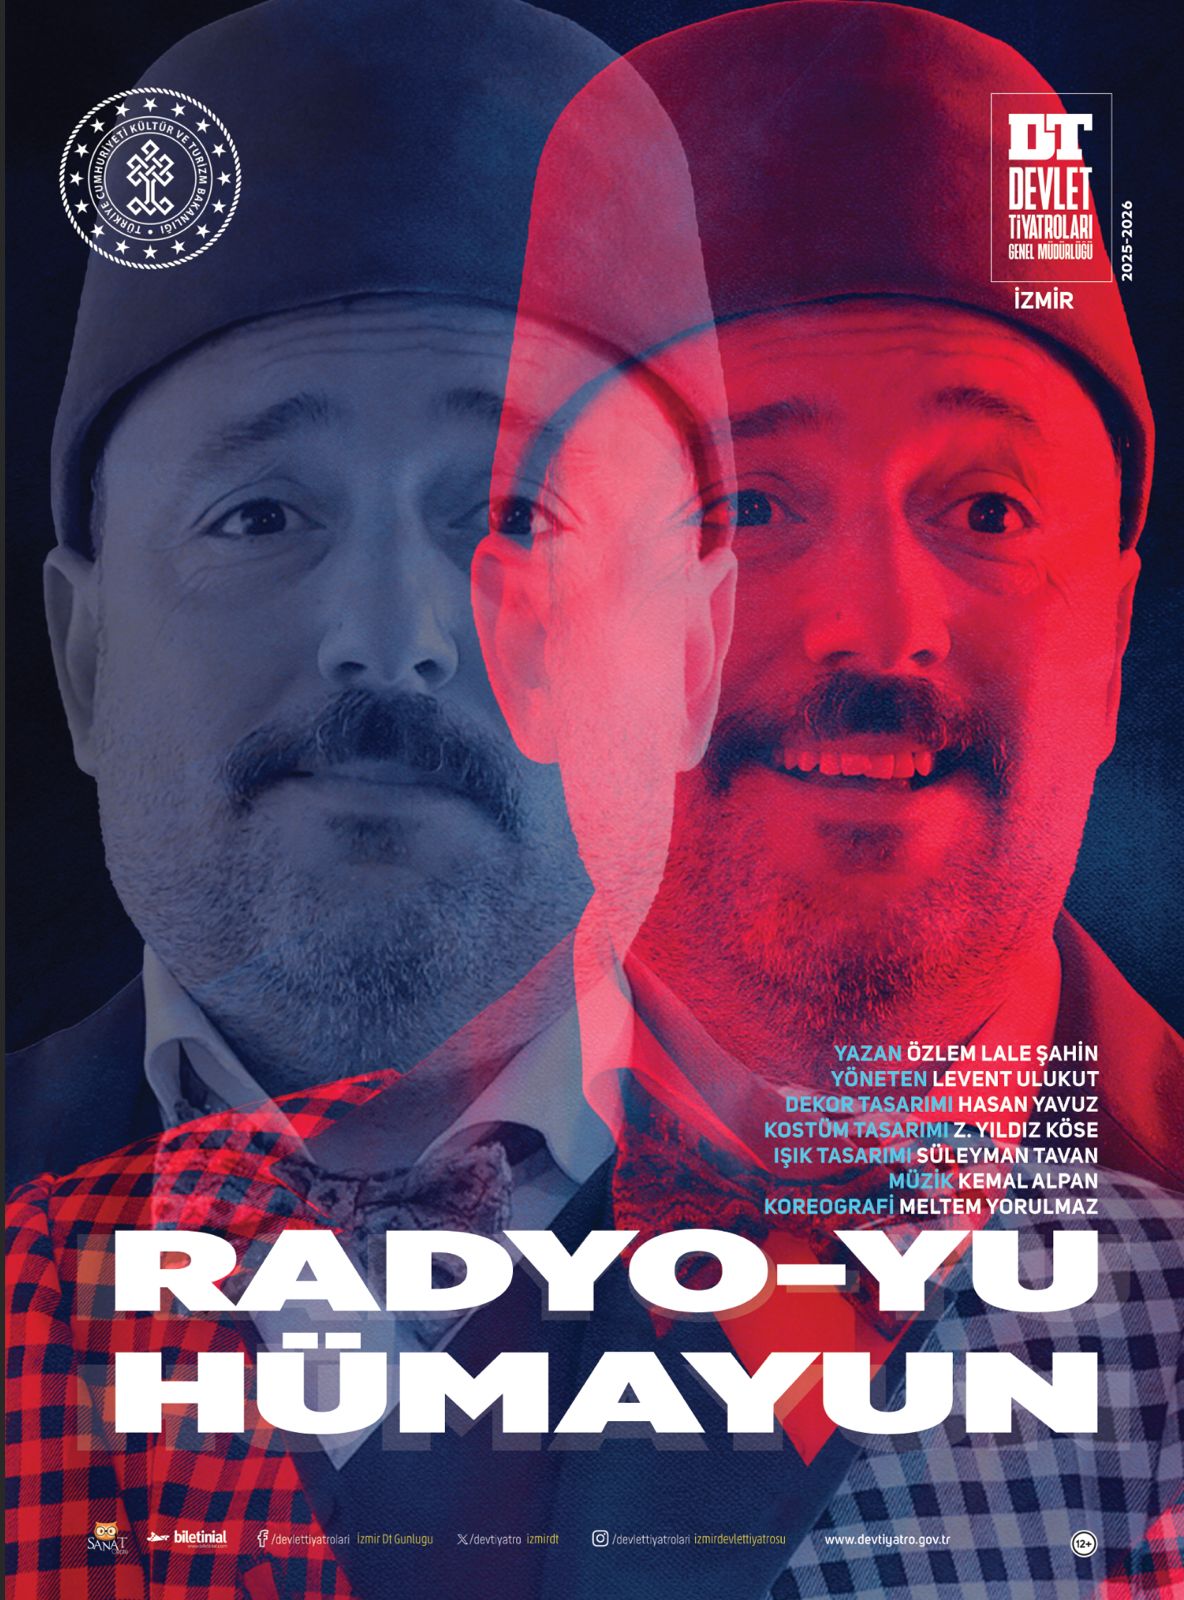 TÜRKİYE CUMHURİYETİ KÜLTÜR VE TURİZM BAKANLIĞI
DT
DEVLET
TİYATROLARI
GENEL MÜDÜRLÜĞÜ
2025-2026
İZMİR
YAZAN ÖZLEM LALE ŞAHİN
YÖNETEN LEVENT ULUKUT
DEKOR TASARIMI HASAN YAVUZ
KOSTÜM TASARIMI Z. YILDIZ KÖSE
IŞIK TASARIMI SÜLEYMAN TAVAN
MÜZİK KEMAL ALPAN
KOREOGRAFİ MELTEM YORULMAZ
RADYO-YU
HÜMAYUN
SANAT
biletinial
/devlettiyatrolari İzmir Dt Gunlugu
/devtiyatro izmirdt
/devlettiyatrolari izmirdevlettiyatrosu
www.devtiyatro.gov.tr
12+